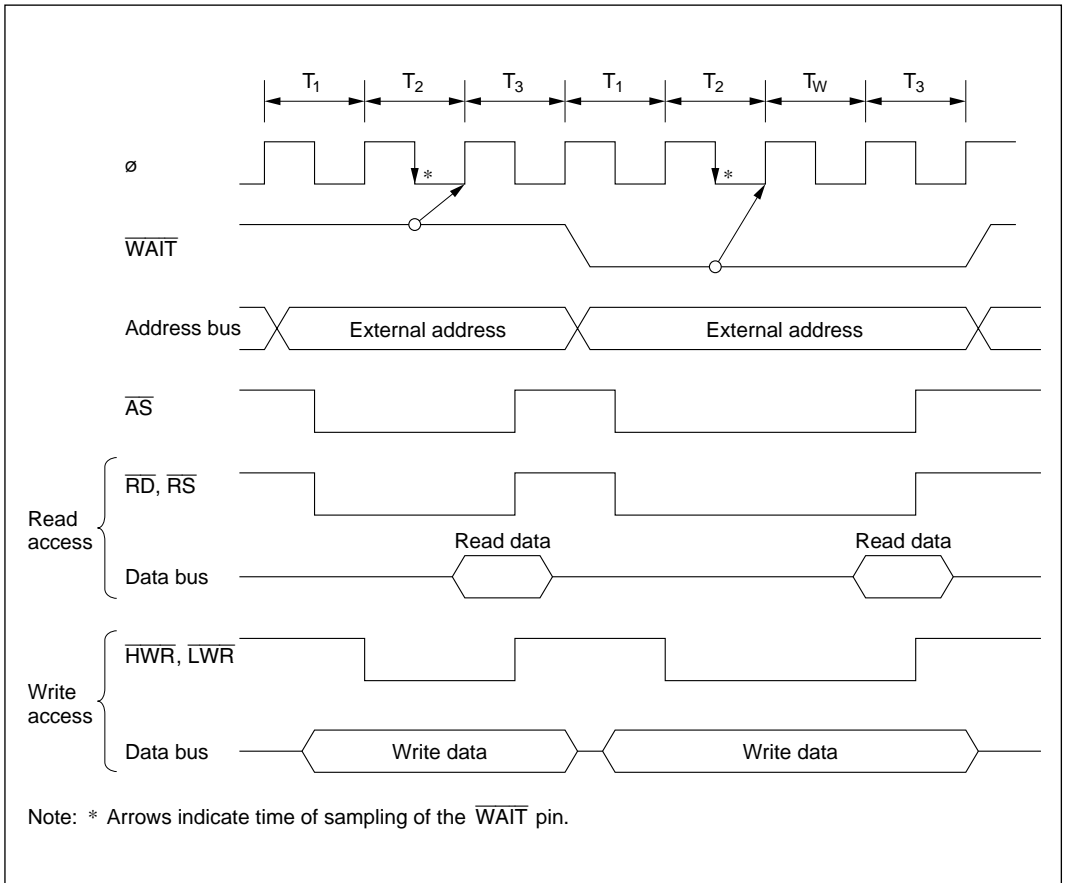 T1 T2 T3 T1 T2 TW T3
ø
* *
WAIT
Address bus External address External address
AS
RD, RS
Read access
Read data Read data
Data bus
HWR, LWR
Write access
Data bus Write data Write data
Note: * Arrows indicate time of sampling of the WAIT pin.